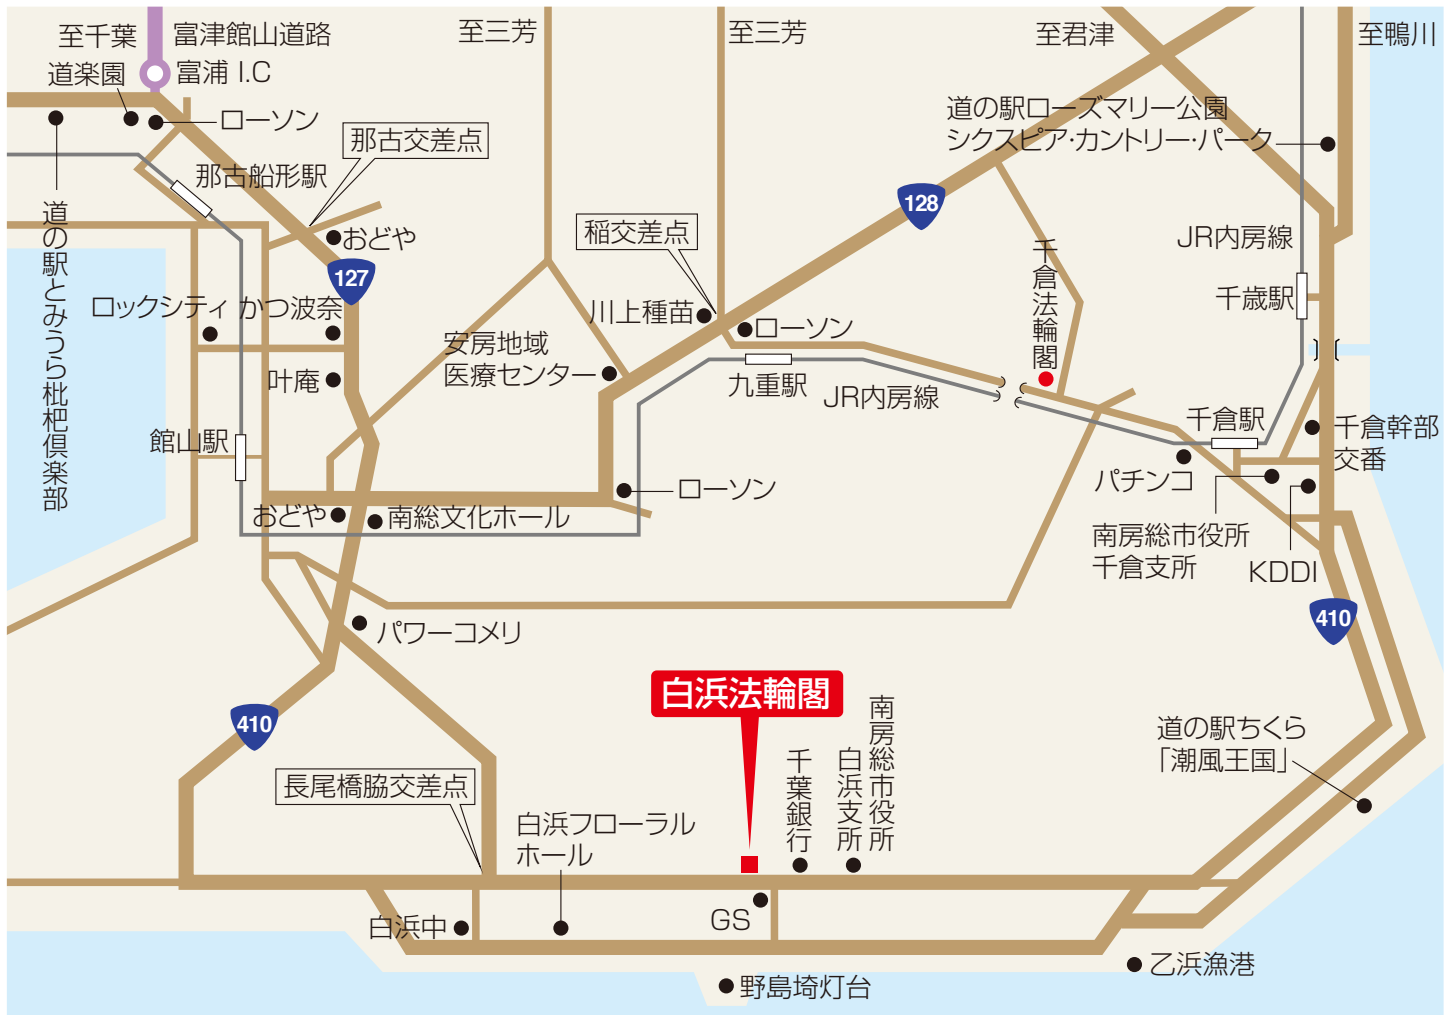 至千葉
富津館山道路
富浦 I.C
道楽園
ローソン
至三芳
至三芳
至君津
至鴨川
道の駅ローズマリー公園
シクスピア・カントリー・パーク
那古交差点
那古船形駅
道の駅とみうら枇杷倶楽部
おどや
127
ロックシティ
かつ波奈
叶庵
館山駅
稲交差点
128
川上種苗
ローソン
安房地域
医療センター
九重駅
JR内房線
千倉法輪閣
JR内房線
千歳駅
千倉駅
千倉幹部
交番
パチンコ
南房総市役所
千倉支所
KDDI
410
ローソン
おどや
南総文化ホール
パワーコメリ
410
長尾橋脇交差点
白浜フローラル
ホール
白浜法輪閣
千葉銀行
南房総市役所
白浜支所
道の駅ちくら
「潮風王国」
白浜中
GS
野島埼灯台
乙浜漁港